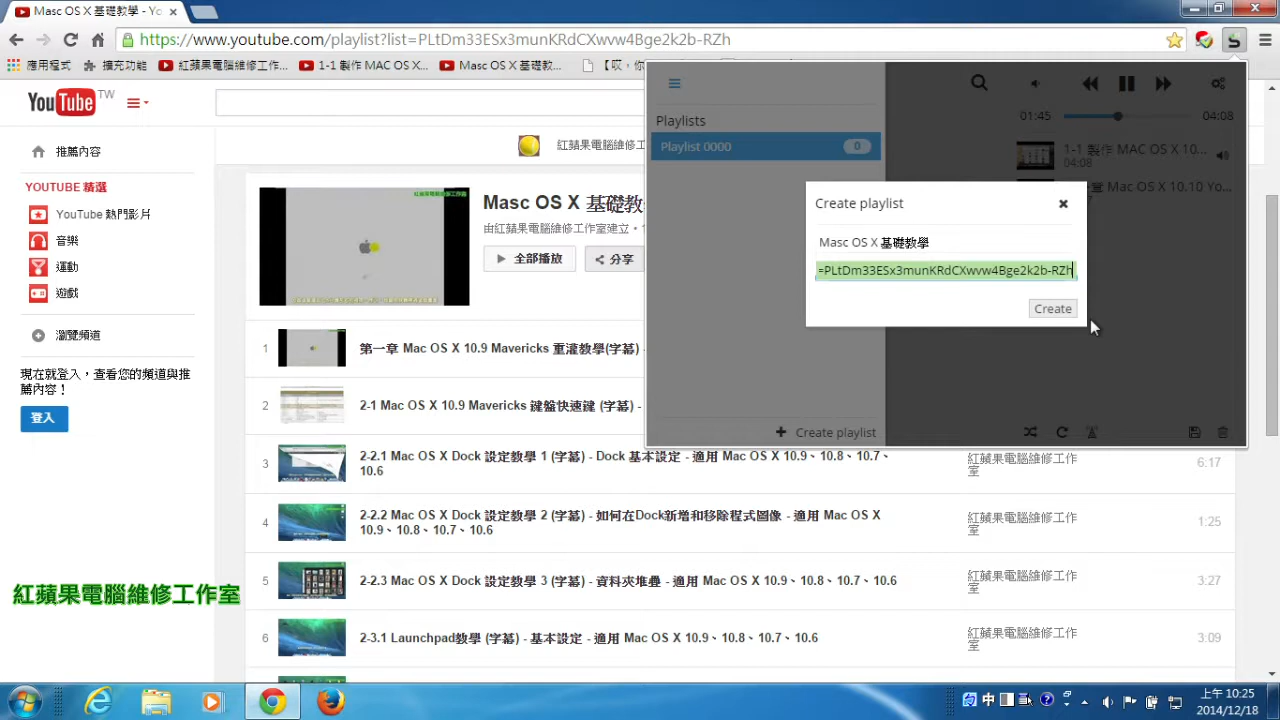 Masc OS X 基礎教學 - Yo
https://www.youtube.com/playlist?list=PLtDm33ESx3munKRdCXwvw4Bge2k2b-RZh
應用程式
擴充功能
紅蘋果電腦維修工作...
1-1 製作 MAC OS X...
Masc OS X 基礎教...
YouTube TW
推薦內容
YOUTUBE 精選
YouTube 熱門影片
音樂
運動
遊戲
瀏覽頻道
現在就登入，查看您的頻道與推
薦內容！
登入
紅蘋果電腦維修工
Masc OS X 基礎教
由紅蘋果電腦維修工作室建立・1
全部播放
分享
1
第一章 Mac OS X 10.9 Mavericks 重灌教學(字幕) -
2
2-1 Mac OS X 10.9 Mavericks 鍵盤快速鍵 (字幕) -
3
2-2.1 Mac OS X Dock 設定教學 1 (字幕) - Dock 基本設定 - 適用 Mac OS X 10.9、10.8、10.7、
10.6
紅蘋果電腦維修工作
室
6:17
4
2-2.2 Mac OS X Dock 設定教學 2 (字幕) - 如何在Dock新增和移除程式圖像 - 適用 Mac OS X
10.9、10.8、10.7、10.6
紅蘋果電腦維修工作
室
1:25
5
2-2.3 Mac OS X Dock 設定教學 3 (字幕) - 資料夾堆疊 - 適用 Mac OS X 10.9、10.8、10.7、10.6
紅蘋果電腦維修工作
室
3:27
6
2-3.1 Launchpad教學 (字幕) - 基本設定 - 適用 Mac OS X 10.9、10.8、10.7、10.6
紅蘋果電腦維修工作
室
3:09
Playlists
Playlist 0000
0
Create playlist
01:45
04:08
1-1 製作 MAC OS X 10...
04:08
Mac OS X 10.10 Yo...
Create playlist
Masc OS X 基礎教學
=PLtDm33ESx3munKRdCXwvw4Bge2k2b-RZh
Create
紅蘋果電腦維修工作室
中
上午 10:25
2014/12/18